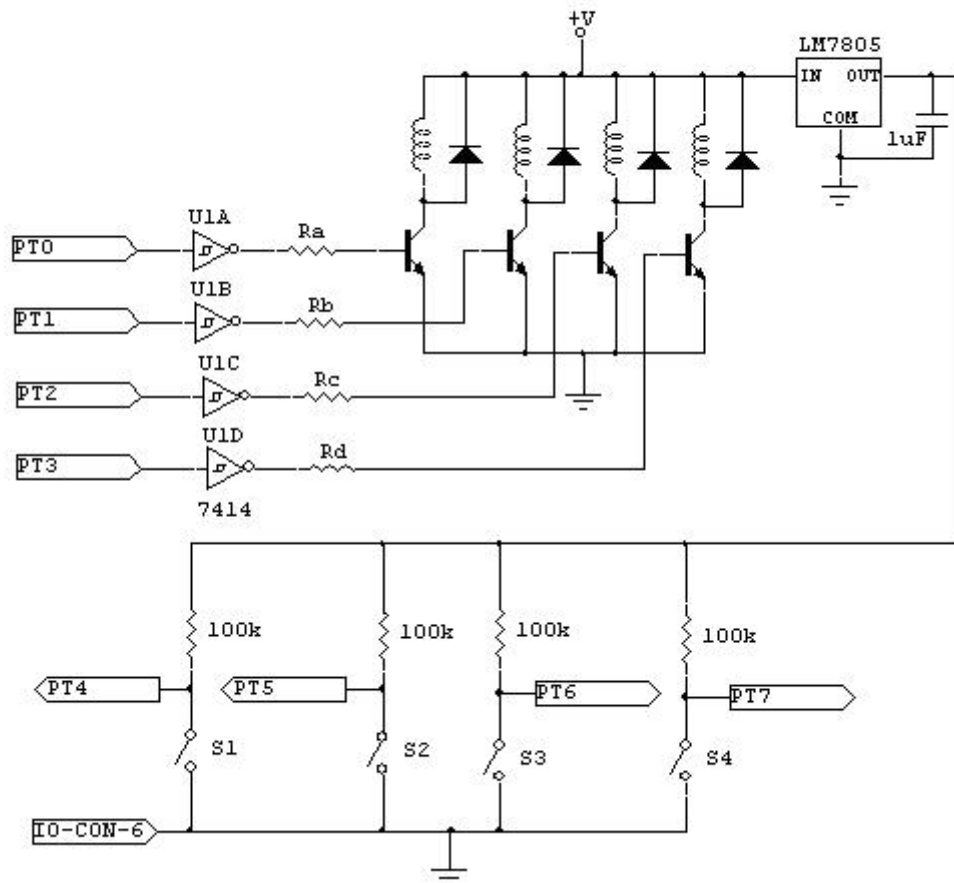 +V
LM7805
IN OUT
COM
1uF
U1A
PT0
Ra
U1B
PT1
Rb
U1C
PT2
Rc
U1D
PT3
Rd
7414
100k
100k
100k
100k
PT4
PT5
PT6
PT7
S1
S2
S3
S4
IO-CON-6